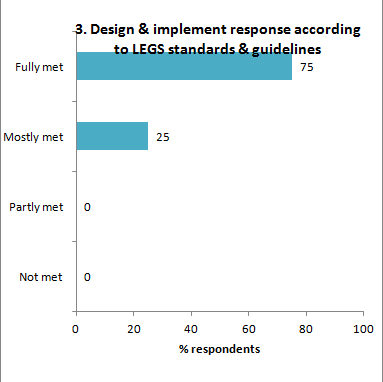 3. Design & implement response according
to LEGS standards & guidelines
Fully met 75
Mostly met 25
Partly met 0
Not met 0
0 20 40 60 80 100
% respondents